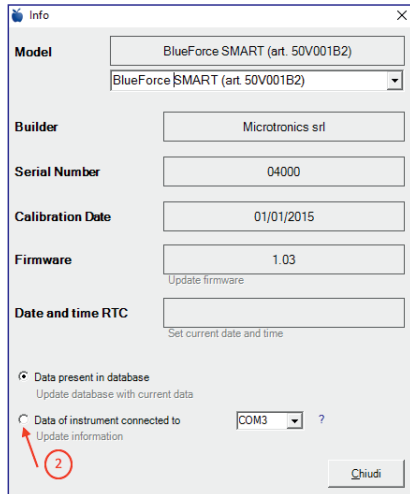 Info
Model
BlueForce SMART (art. 50V001B2)
BlueForce SMART (art. 50V001B2)
Builder
Microtronics srl
Serial Number
04000
Calibration Date
01/01/2015
Firmware
1.03
Update firmware
Date and time RTC
Set current date and time
Data present in database
Update database with current data
Data of instrument connected to
COM3
?
Update information
2
Chiudi